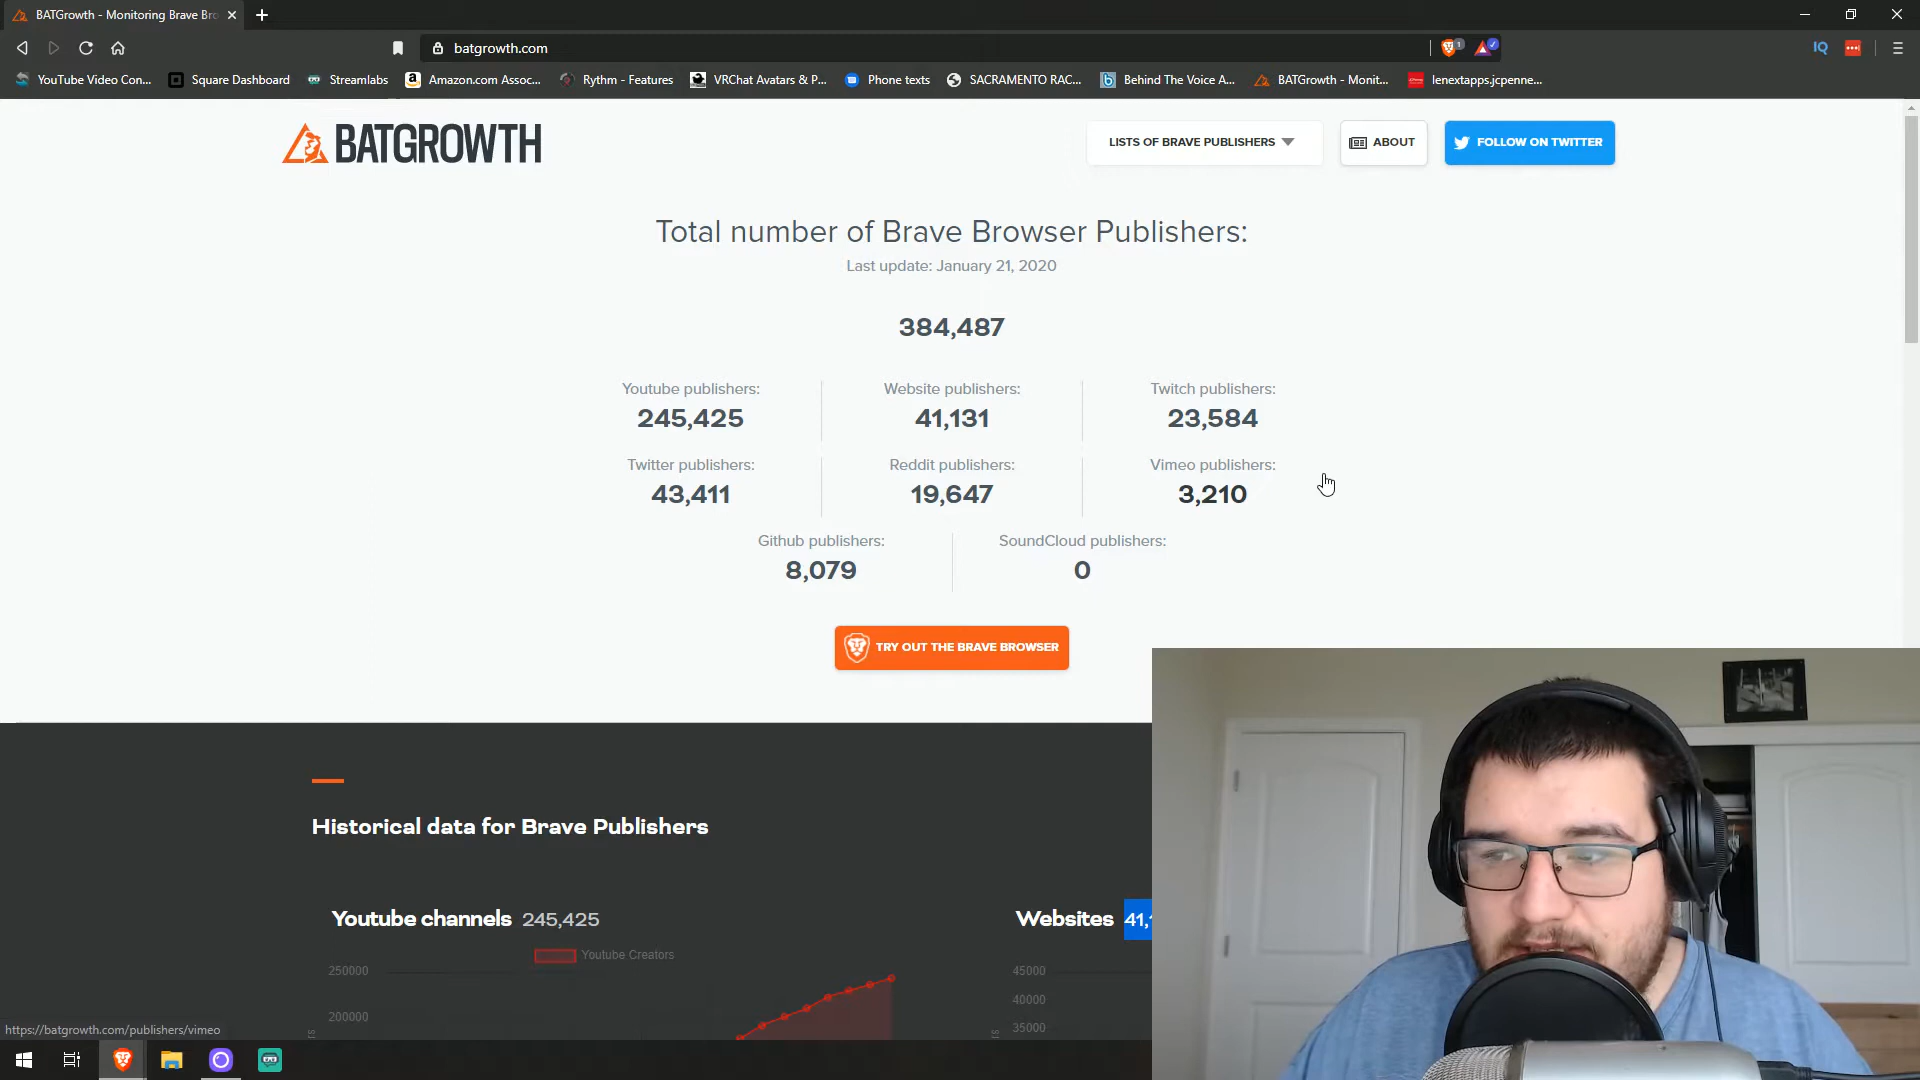 BATGrowth - Monitoring Brave Bro
batgrowth.com
1
IQ
YouTube Video Con...
Square Dashboard
Streamlabs
Amazon.com Assoc...
Rythm - Features
VRChat Avatars & P...
Phone texts
SACRAMENTO RAC...
Behind The Voice A...
BATGrowth - Monit...
lenextapps.jcpenne...
BATGROWTH
LISTS OF BRAVE PUBLISHERS
ABOUT
FOLLOW ON TWITTER
Total number of Brave Browser Publishers:
Last update: January 21, 2020
384,487
Youtube publishers:
245,425
Website publishers:
41,131
Twitch publishers:
23,584
Twitter publishers:
43,411
Reddit publishers:
19,647
Vimeo publishers:
3,210
Github publishers:
8,079
SoundCloud publishers:
0
TRY OUT THE BRAVE BROWSER
Historical data for Brave Publishers
Youtube channels 245,425
Youtube Creators
250000
200000
Websites 41,1
45000
40000
35000
https://batgrowth.com/publishers/vimeo